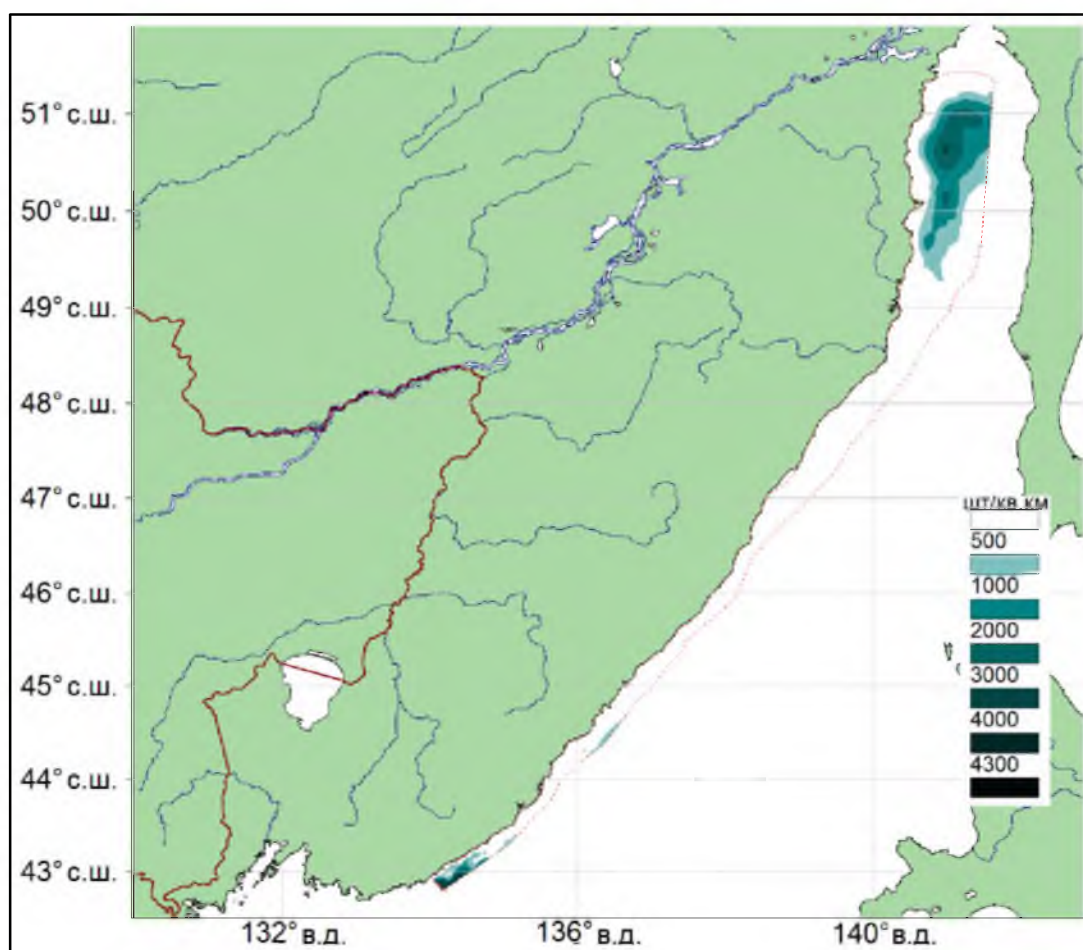 51° с.ш.
50° с.ш.
49° с.ш.
48° с.ш.
47° с.ш.
46° с.ш.
45° с.ш.
44° с.ш.
43° с.ш.
132° в.д.
136° в.д.
140° в.д.
шт/кв.км
500
1000
2000
3000
4000
4300